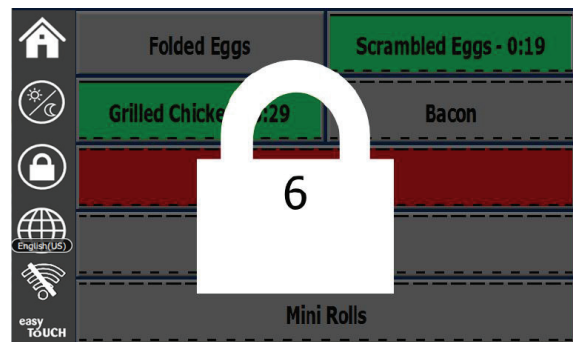 Folded Eggs
Scrambled Eggs - 0:19
Grilled Chicke
:29
Bacon
6
English(US)
Mini Rolls
easy
TOUCH